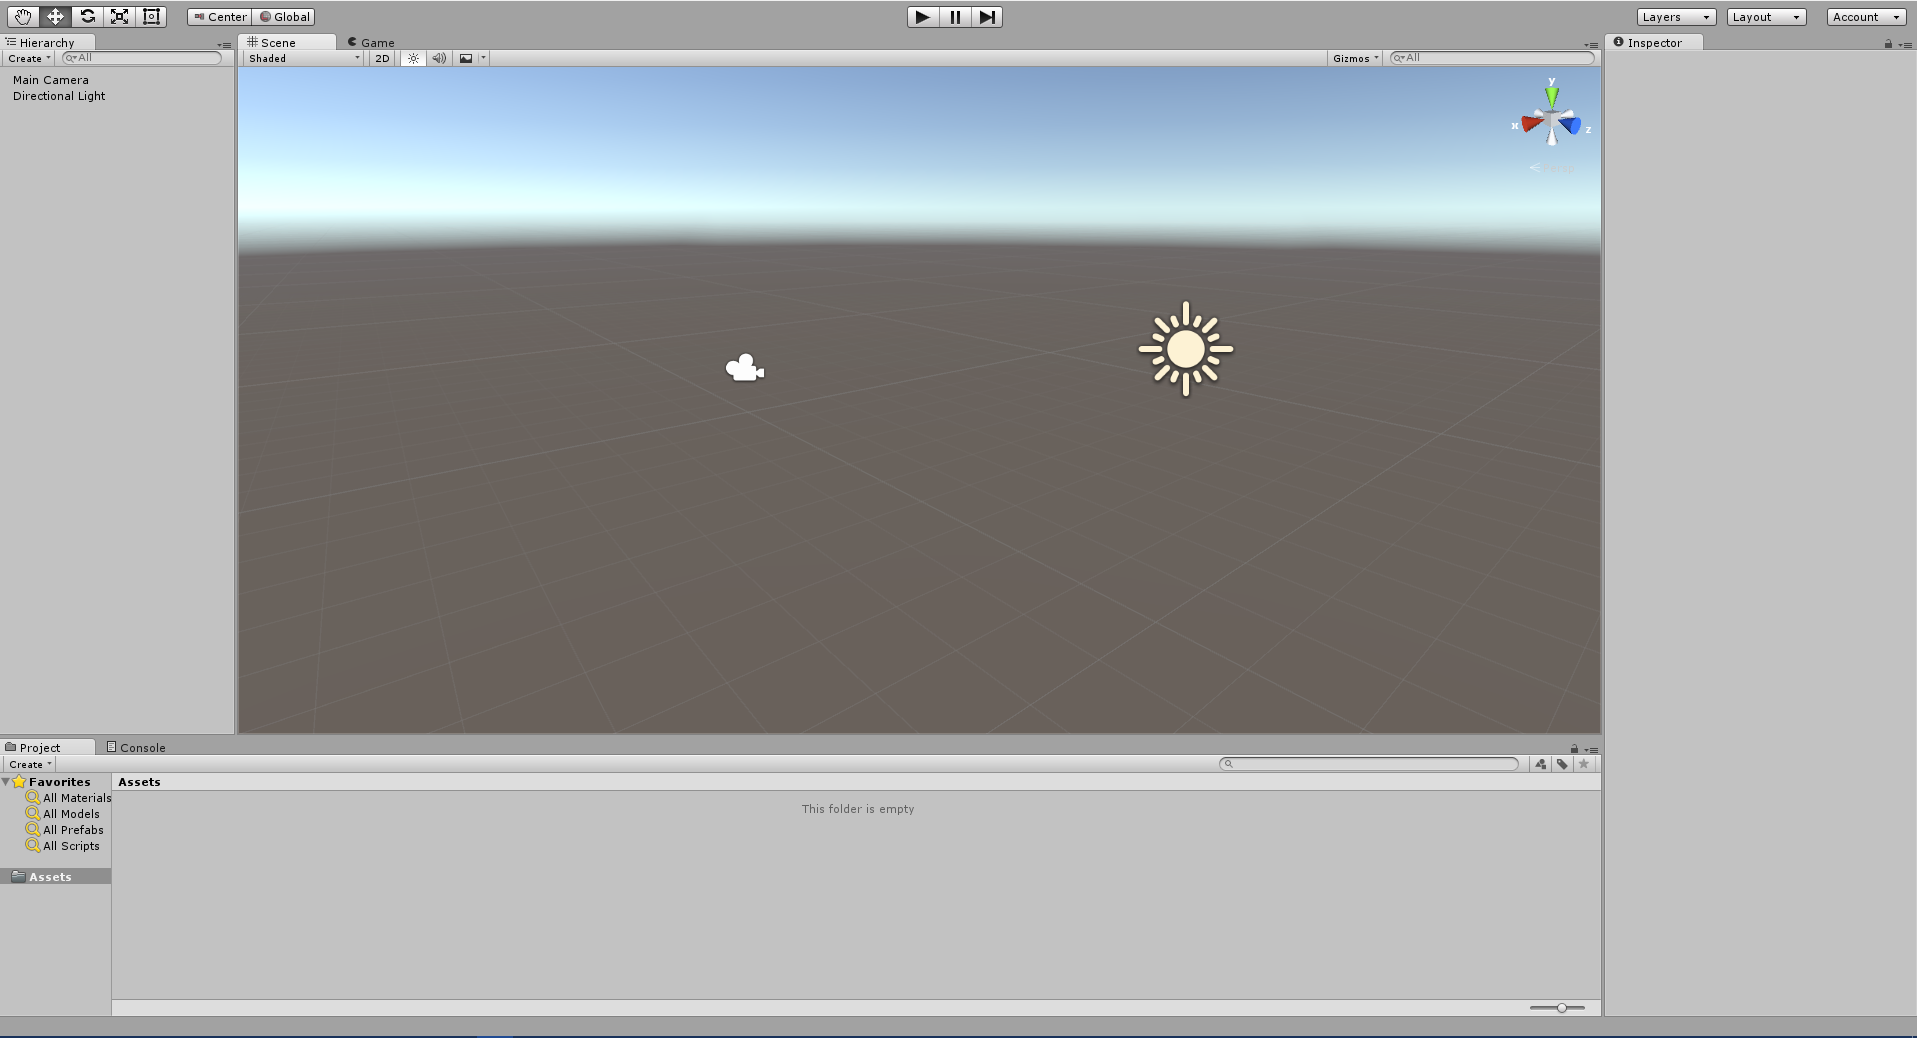 Center Global Layers Layout Account
Hierarchy Scene Game Inspector
Create All Shaded 2D Gizmos All
Main Camera
Directional Light
y
x z
Persp
Project Console
Create
Favorites Assets
All Materials This folder is empty
All Models
All Prefabs
All Scripts
Assets